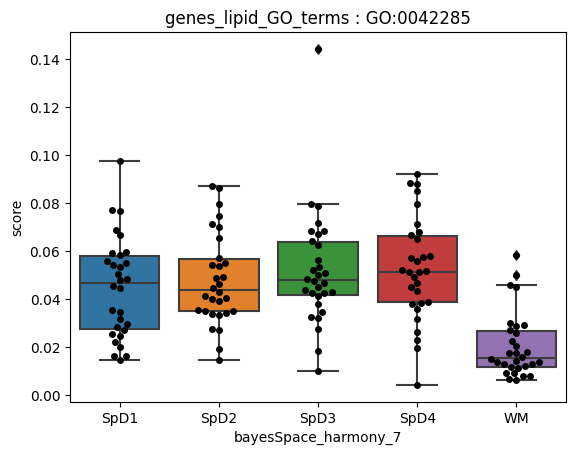 genes_lipid_GO_terms : GO:0042285
score
0.14
0.12
0.10
0.08
0.06
0.04
0.02
0.00
SpD1 SpD2 SpD3 SpD4 WM
bayesSpace_harmony_7